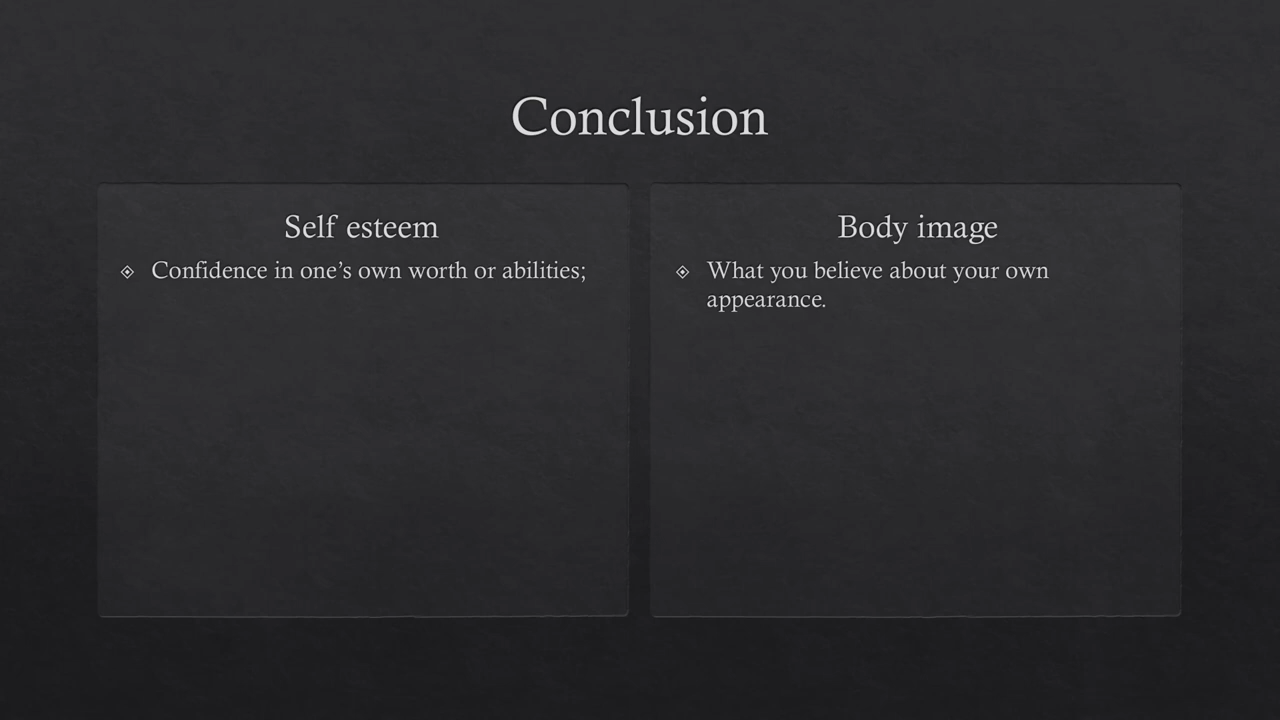 Conclusion
Self esteem
Confidence in one’s own worth or abilities;
Body image
What you believe about your own
appearance.